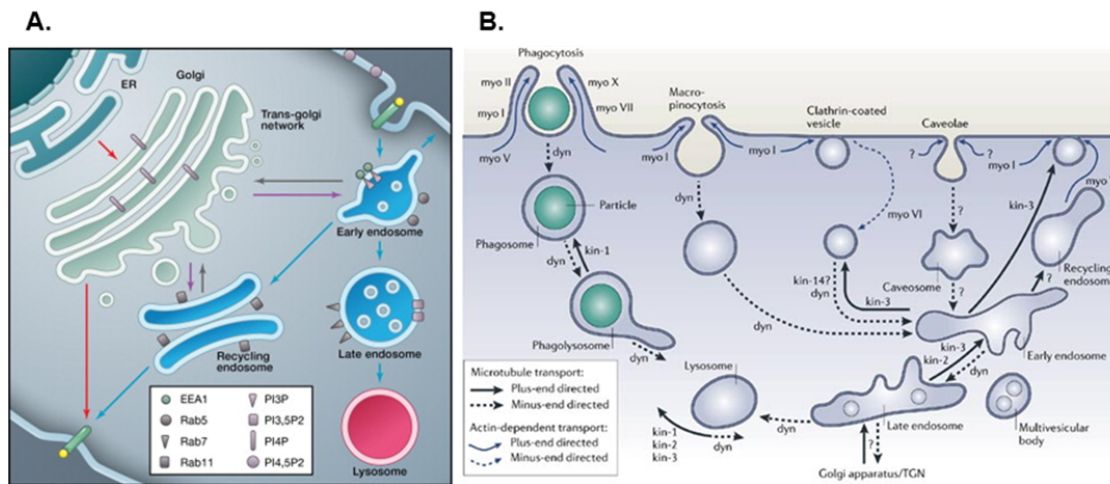 A.
ER
Golgi
Trans-golgi
network
Early endosome
Late endosome
Recycling
endosome
Lysosome
EEA1
Rab5
Rab7
Rab11
PI3P
PI3,5P2
PI4P
PI4,5P2
B.
Phagocytosis
myo II
myo X
myo I
myo VII
myo V
dyn
Macro-
pinocytosis
myo I
myo I
Clathrin-coated
vesicle
Caveolae
?
?
myo I
myo VI
kin-3
Particle
Phagosome
kin-1
dyn
dyn
?
Caveosome
?
Recycling
endosome
?
kin-14?
dyn
kin-3
Phagolysosome
dyn
dyn
kin-3
kin-2
Early endosome
dyn
Microtubule transport:
Plus-end directed
Minus-end directed
Actin-dependent transport:
Plus-end directed
Minus-end directed
Lysosome
kin-1
kin-2
kin-3
dyn
dyn
Late endosome
Multivesicular
body
?
Golgi apparatus/TGN